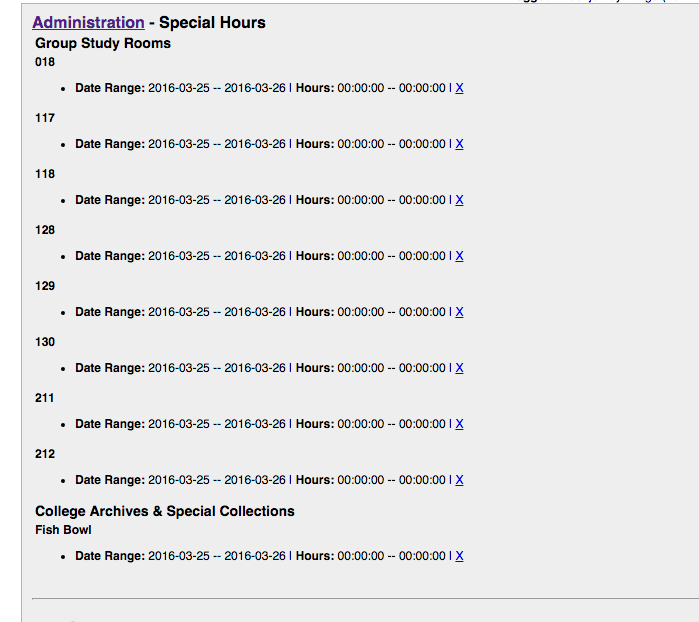 Administration - Special Hours
Group Study Rooms
018
• Date Range: 2016-03-25 -- 2016-03-26 | Hours: 00:00:00 -- 00:00:00 | X
117
• Date Range: 2016-03-25 -- 2016-03-26 | Hours: 00:00:00 -- 00:00:00 | X
118
• Date Range: 2016-03-25 -- 2016-03-26 | Hours: 00:00:00 -- 00:00:00 | X
128
• Date Range: 2016-03-25 -- 2016-03-26 | Hours: 00:00:00 -- 00:00:00 | X
129
• Date Range: 2016-03-25 -- 2016-03-26 | Hours: 00:00:00 -- 00:00:00 | X
130
• Date Range: 2016-03-25 -- 2016-03-26 | Hours: 00:00:00 -- 00:00:00 | X
211
• Date Range: 2016-03-25 -- 2016-03-26 | Hours: 00:00:00 -- 00:00:00 | X
212
• Date Range: 2016-03-25 -- 2016-03-26 | Hours: 00:00:00 -- 00:00:00 | X
College Archives & Special Collections
Fish Bowl
• Date Range: 2016-03-25 -- 2016-03-26 | Hours: 00:00:00 -- 00:00:00 | X